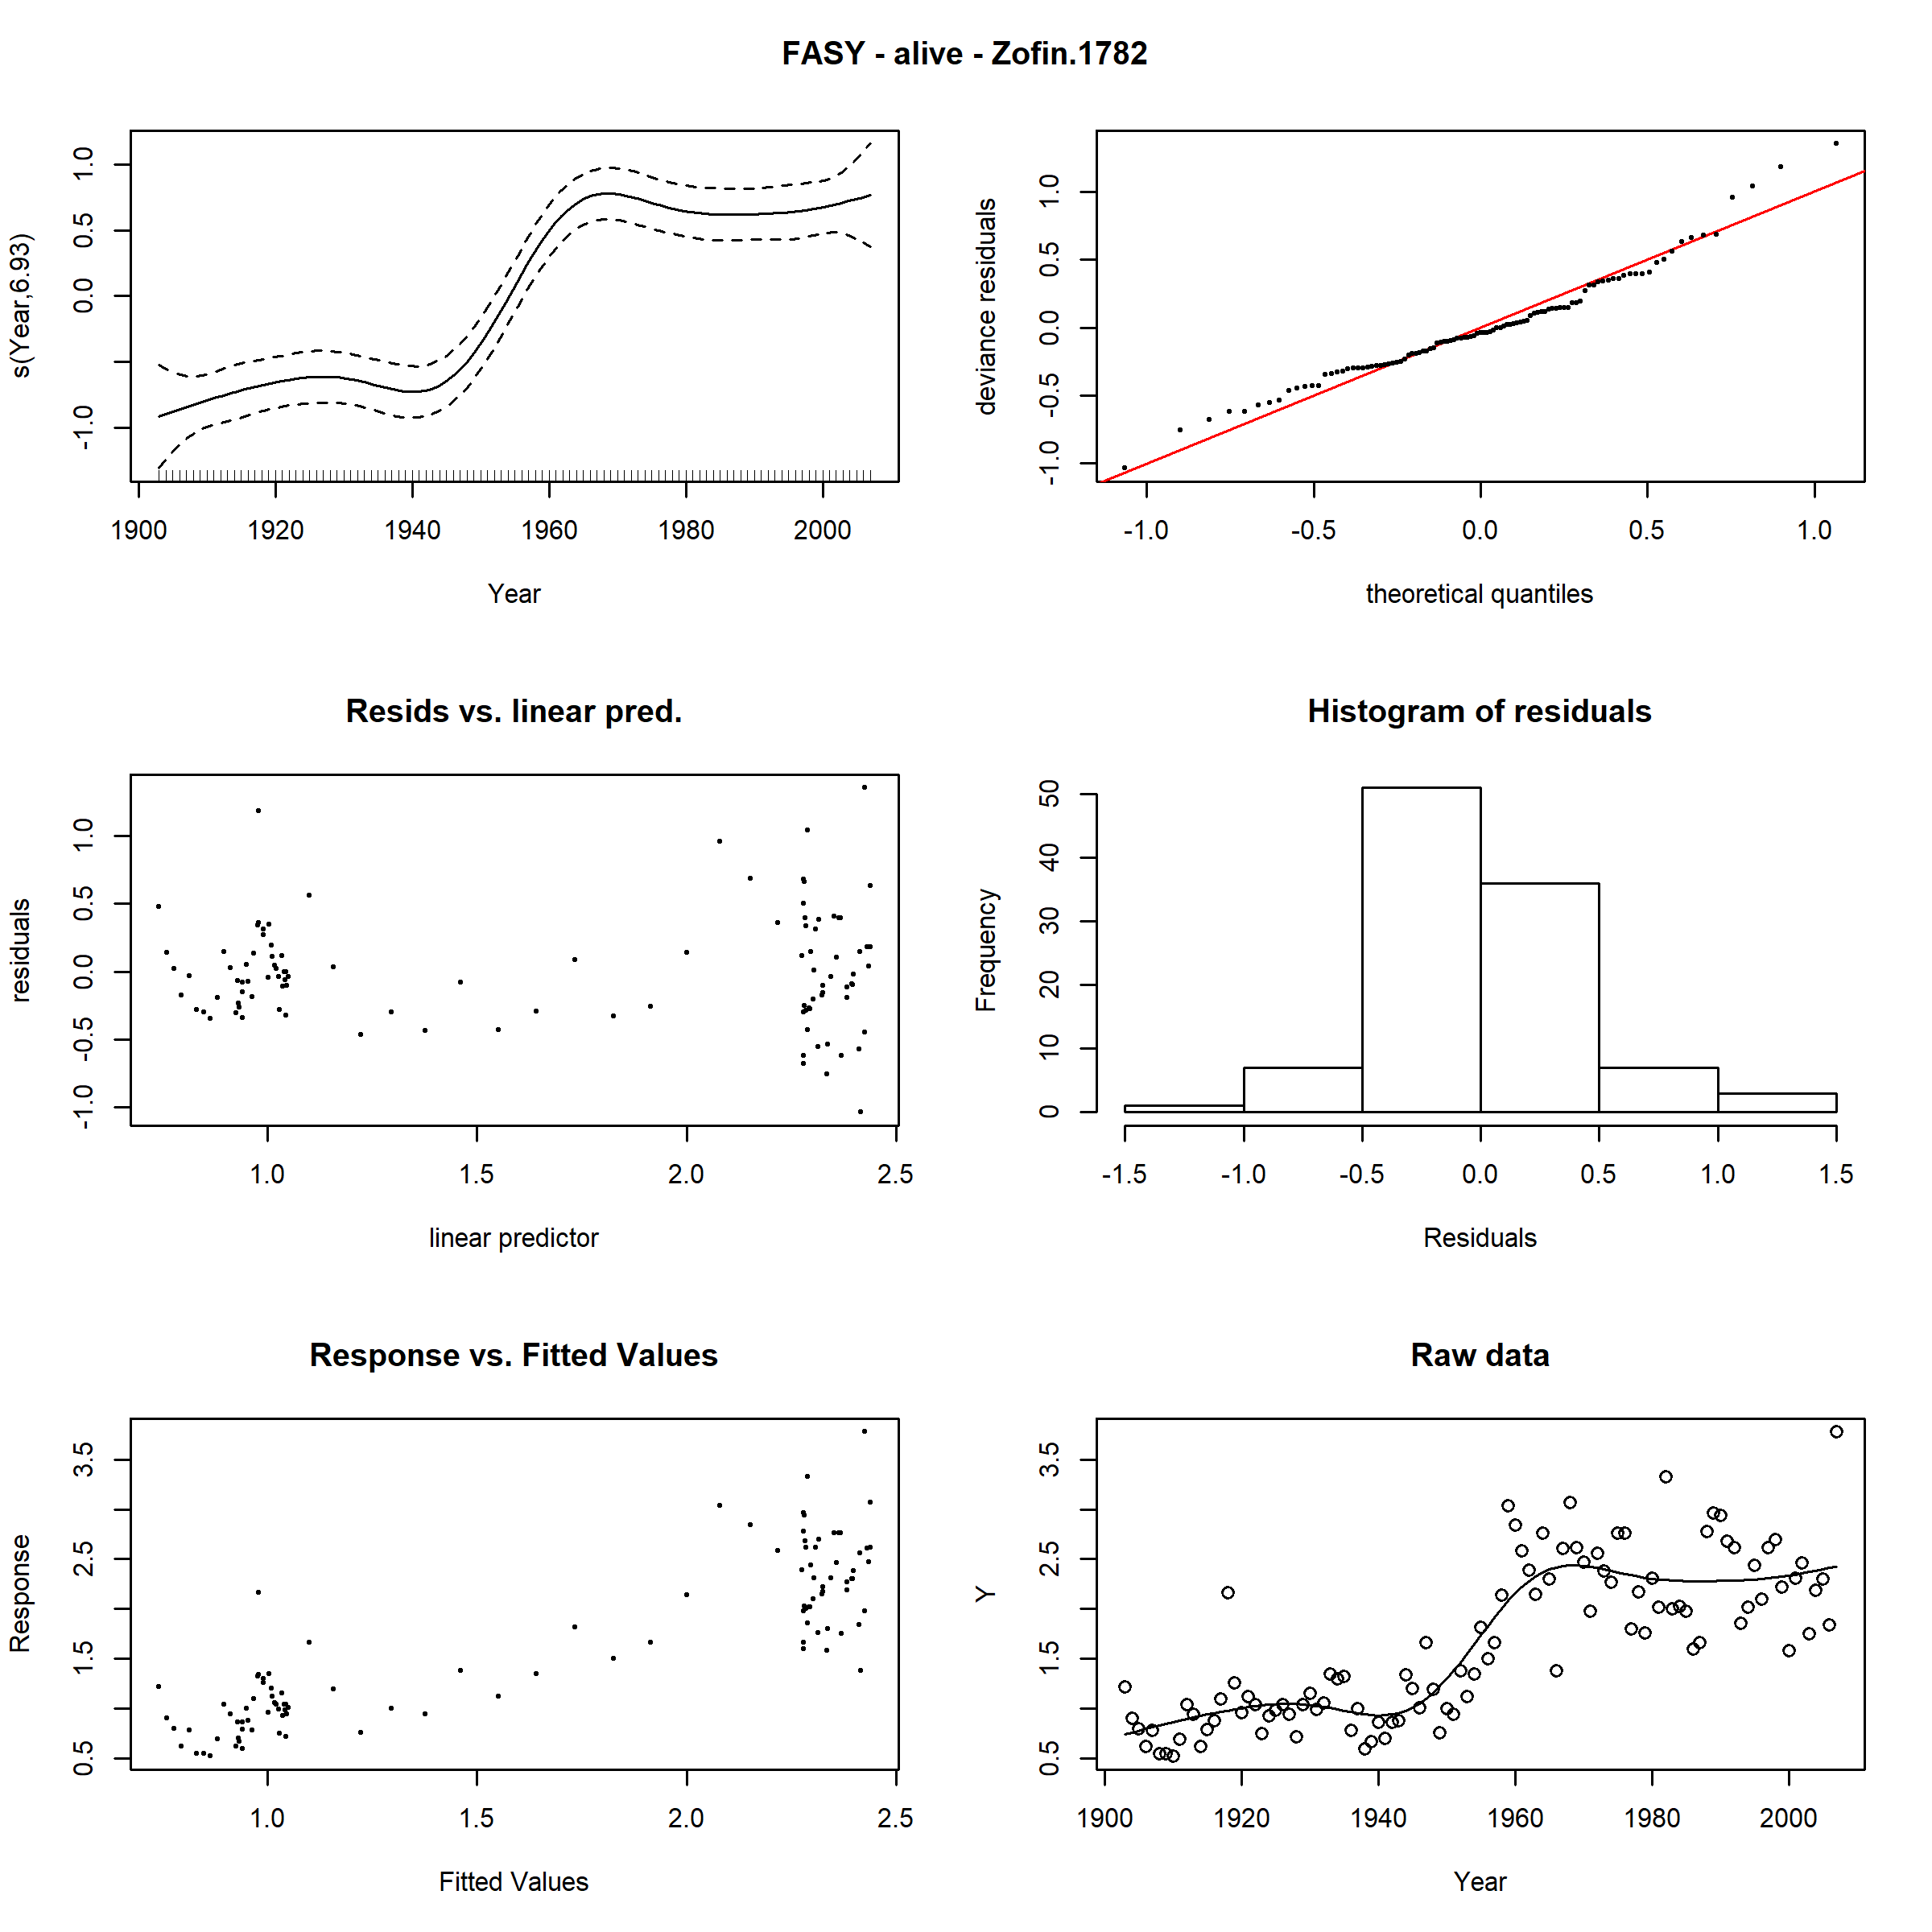 FASY - alive - Zofin.1782
s(Year,6.93)
-1.0 0.0 0.5 1.0
1900 1920 1940 1960 1980 2000
Year
deviance residuals
-1.0 -0.5 0.0 0.5 1.0
-1.0 -0.5 0.0 0.5 1.0
theoretical quantiles
Resids vs. linear pred.
residuals
-1.0 -0.5 0.0 0.5 1.0
1.0 1.5 2.0 2.5
linear predictor
Histogram of residuals
Frequency
0 10 20 30 40 50
-1.5 -1.0 -0.5 0.0 0.5 1.0 1.5
Residuals
Response vs. Fitted Values
Response
0.5 1.5 2.5 3.5
1.0 1.5 2.0 2.5
Fitted Values
Raw data
Y
0.5 1.5 2.5 3.5
1900 1920 1940 1960 1980 2000
Year